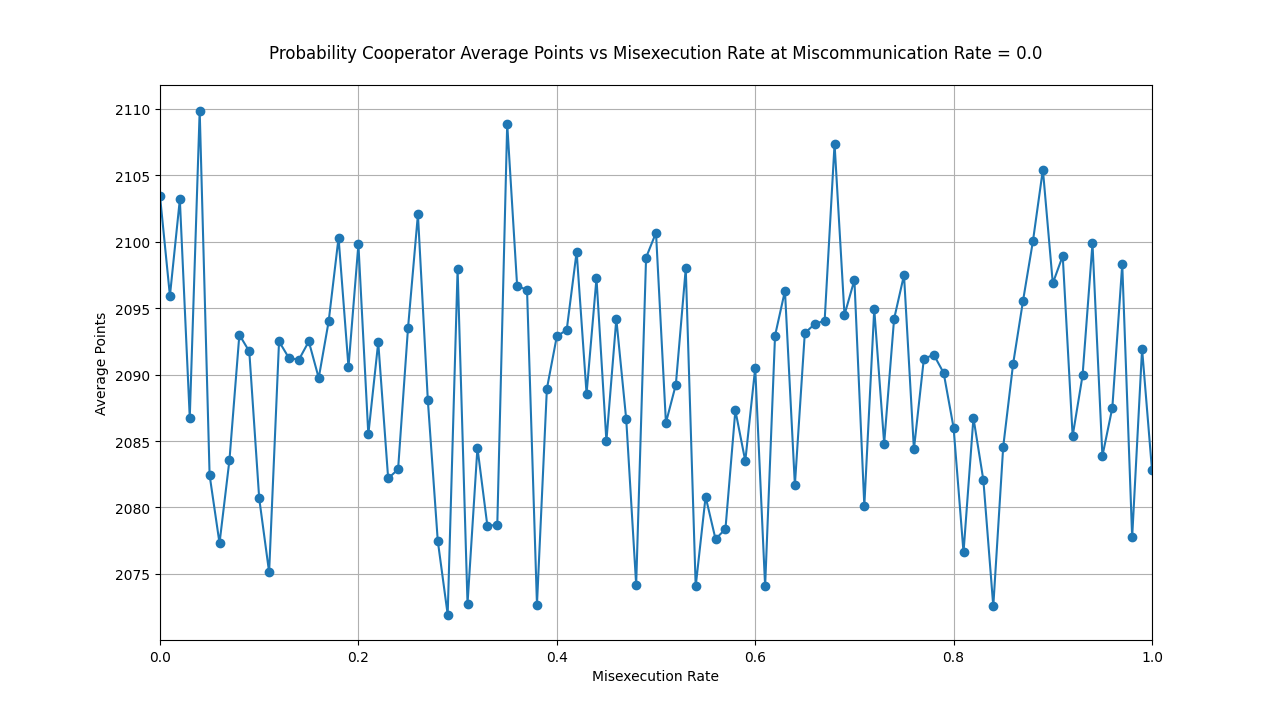 Probability Cooperator Average Points vs Misexecution Rate at Miscommunication Rate = 0.0
2110
2105
2100
2095
2090
2085
2080
2075
Average Points
0.0 0.2 0.4 0.6 0.8 1.0
Misexecution Rate